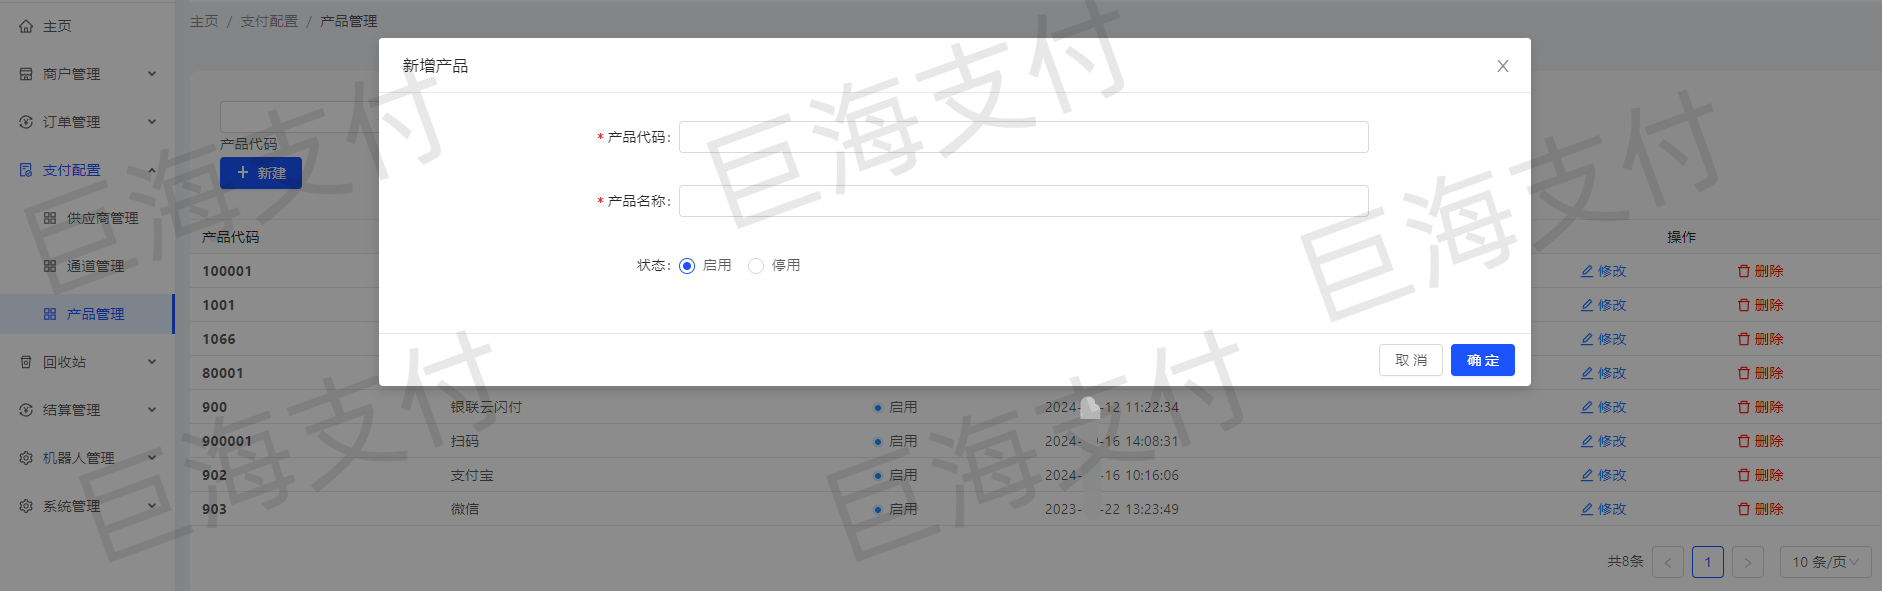 主页
商户管理
订单管理
支付配置
供应商管理
通道管理
产品管理
回收站
结算管理
机器人管理
系统管理
主页 / 支付配置 / 产品管理
产品代码
+ 新建
新增产品
* 产品代码:
* 产品名称:
状态: 启用 停用
取 消 确 定
产品代码 操作
100001 修改 删除
1001 修改 删除
1066 修改 删除
80001 修改 删除
900 银联云闪付 启用 2024- -12 11:22:34 修改 删除
900001 扫码 启用 2024- -16 14:08:31 修改 删除
902 支付宝 启用 2024- -16 10:16:06 修改 删除
903 微信 启用 2023- -22 13:23:49 修改 删除
共8条 < 1 > 10 条/页
巨海支付
巨海支付
巨海支付
巨海支付
巨海支付